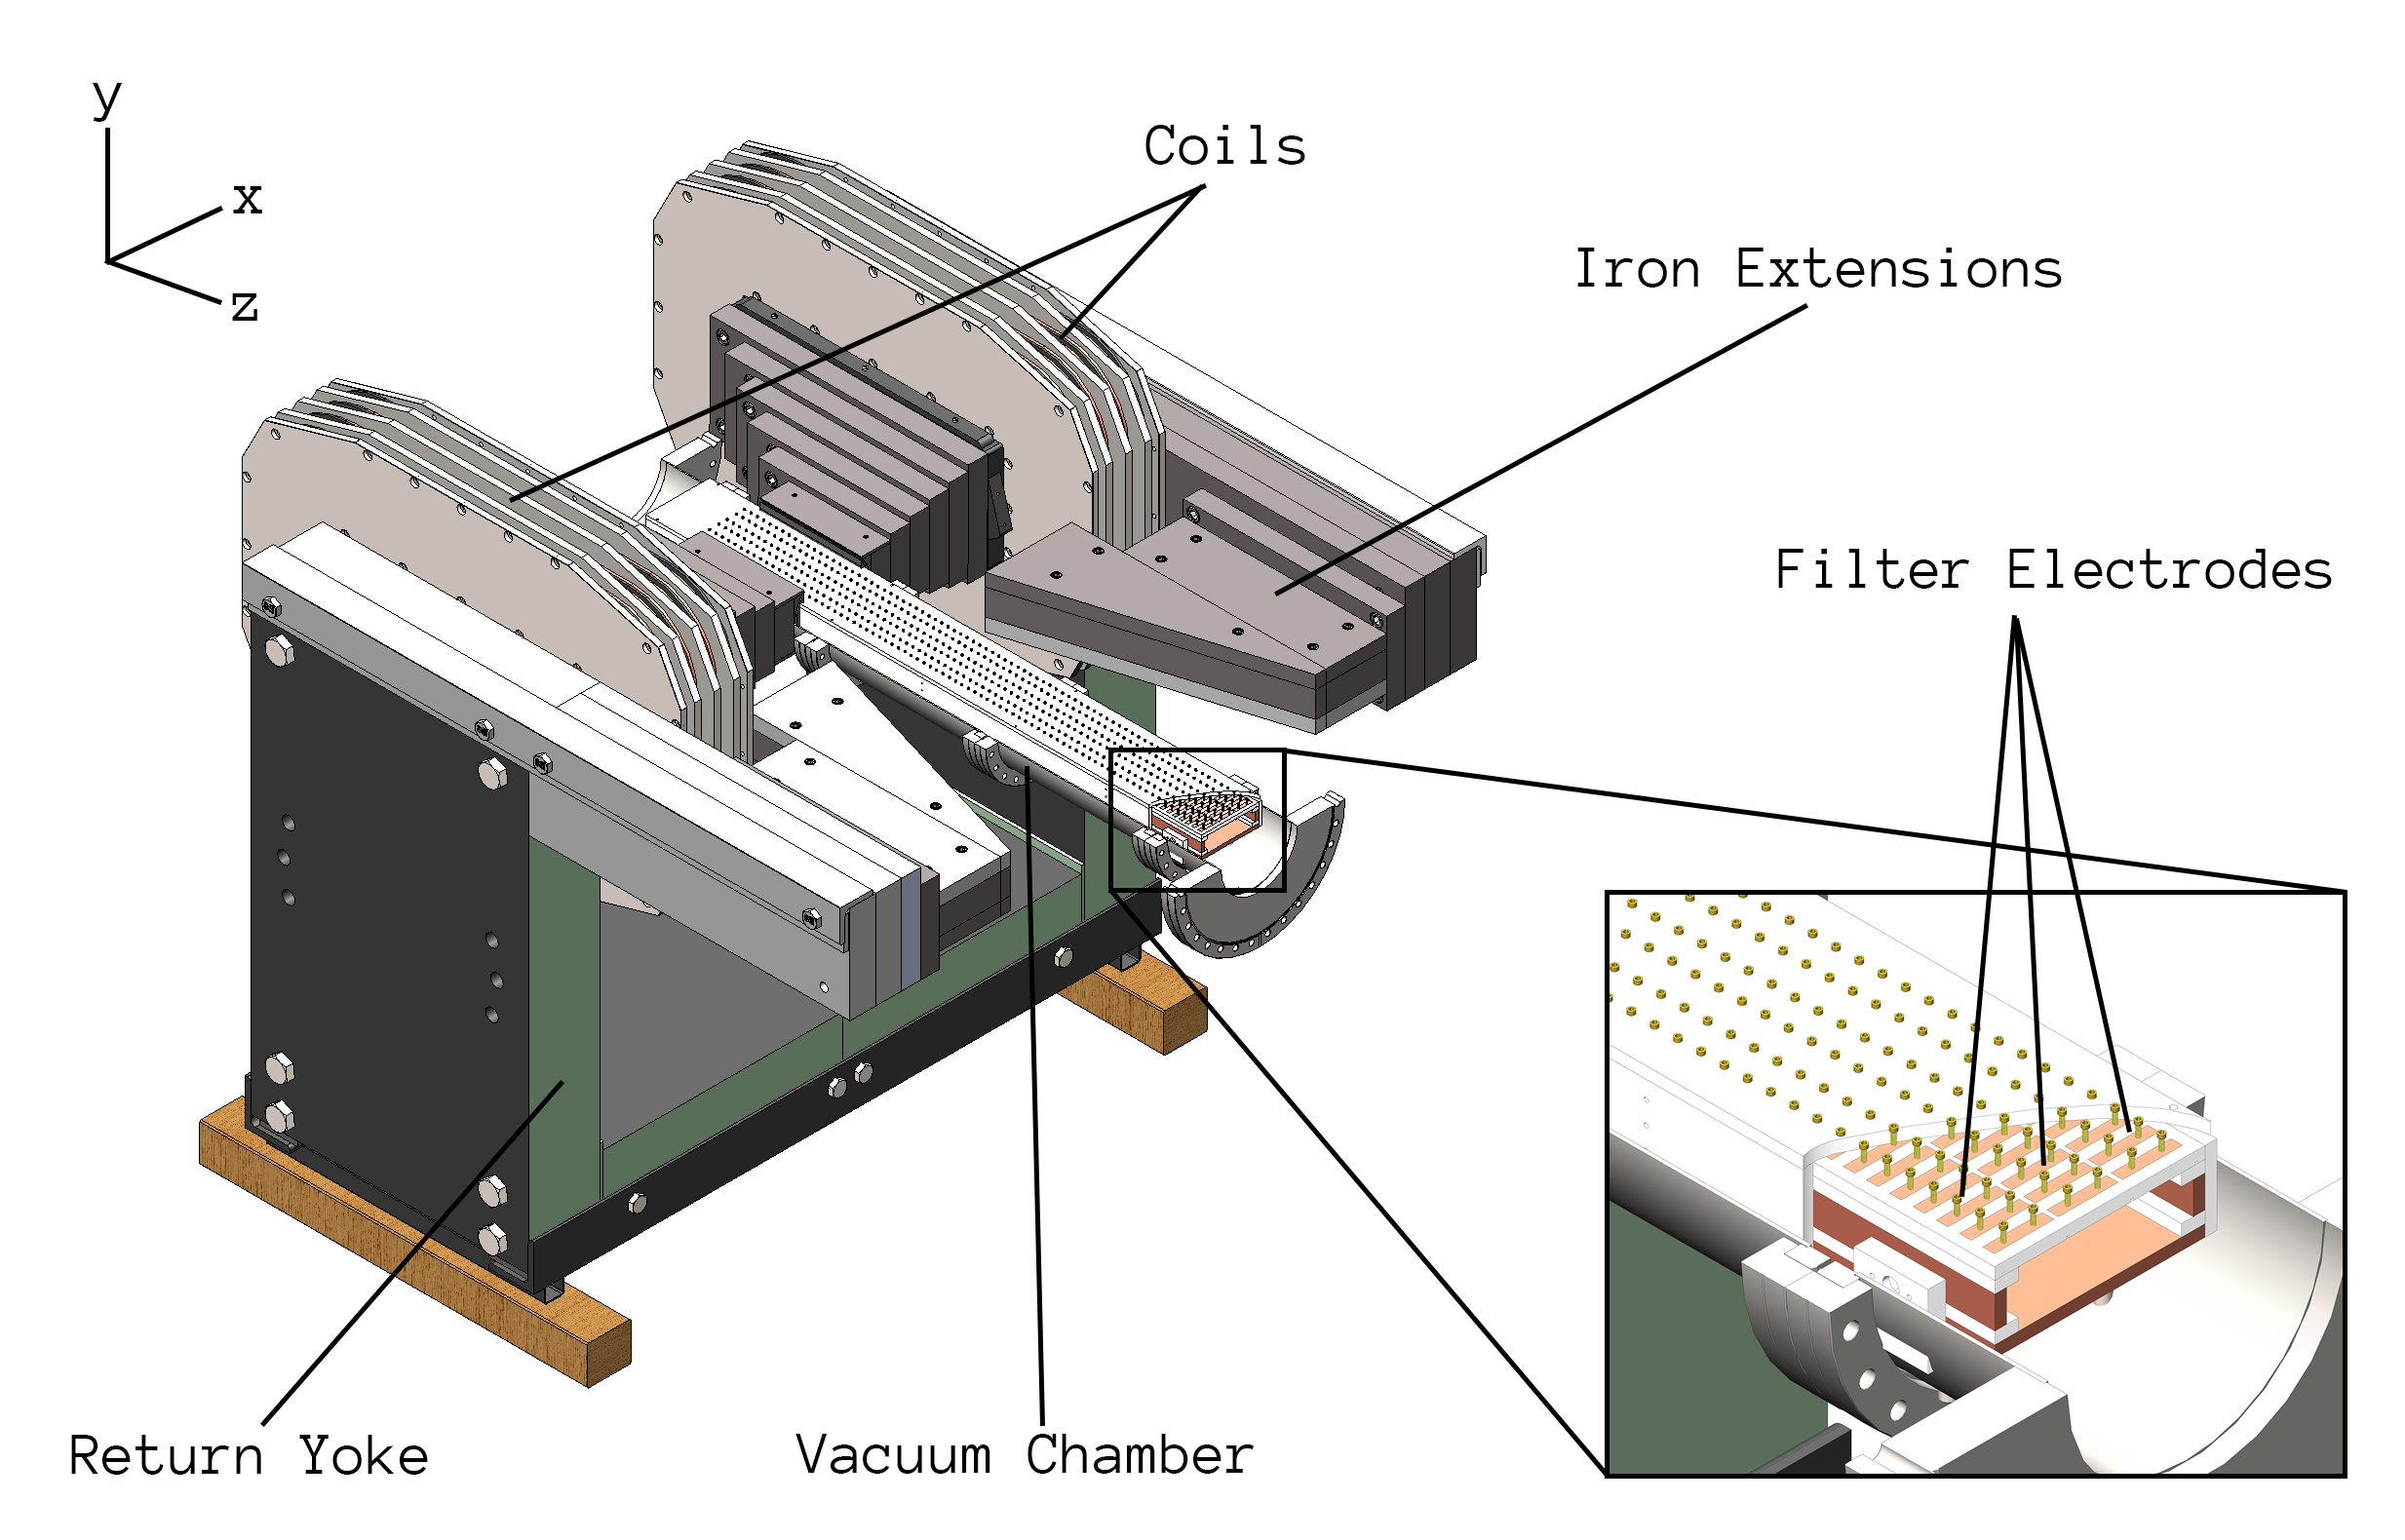 y
Coils
x
Iron Extensions
z
Filter Electrodes
Return Yoke
Vacuum Chamber